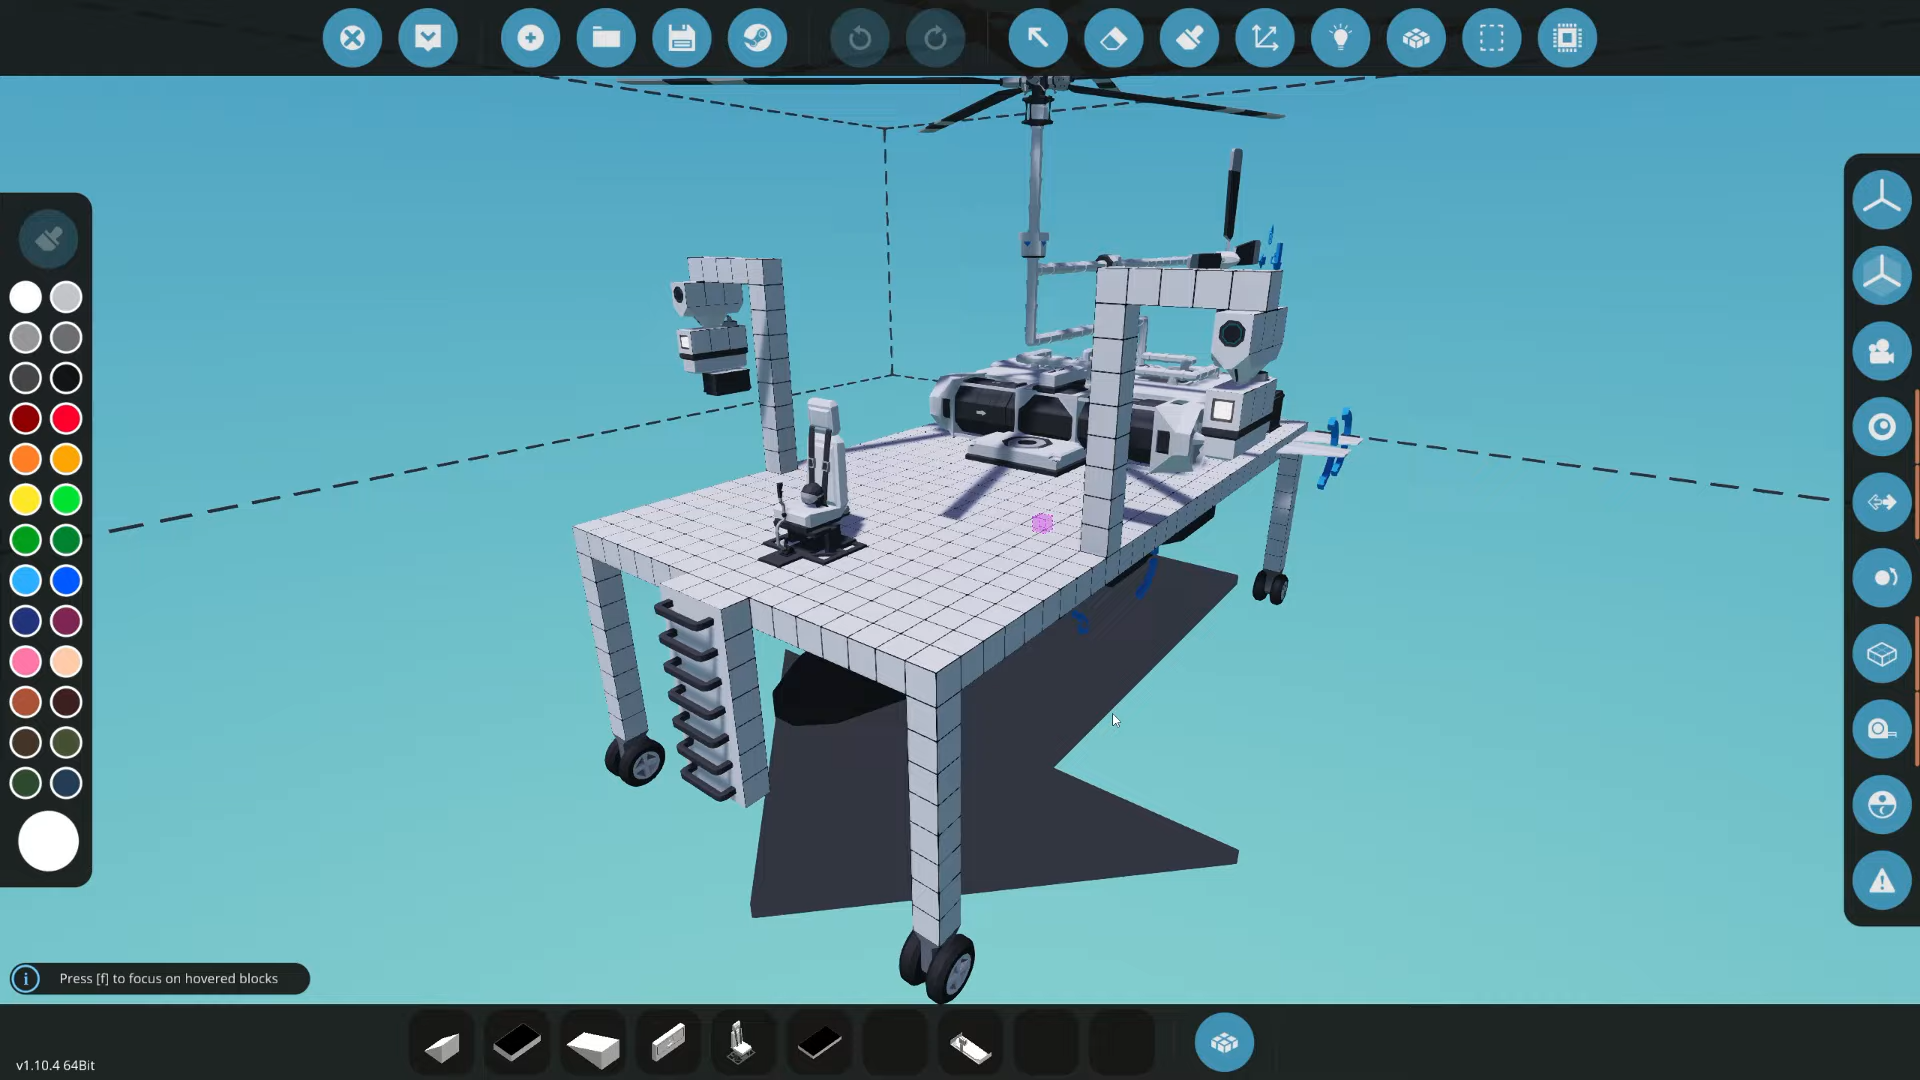 Press [f] to focus on hovered blocks
v1.10.4 64Bit